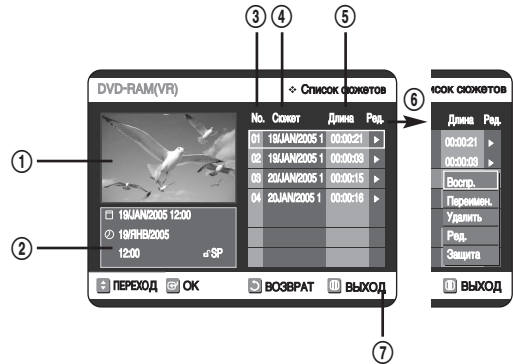 ③ ④ ⑤
DVD-RAM(VR) ❖ Список сюжетов
No. Сюжет Длина Ред.
01 19/JAN/2005 1 00:00:21 ►
02 19/JAN/2005 1 00:00:03 ►
03 20/JAN/2005 1 00:00:15 ►
04 20/JAN/2005 1 00:00:16 ►
①
②
19/JAN/2005 12:00
19/ЯНВ/2005
12:00 SP
ПЕРЕХОД OK ВОЗВРАТ ВЫХОД
⑦
⑥
исок сюжетов
Длина Ред.
00:00:21 ►
00:00:03 ►
Воспр.
Переимен.
Удалить
Ред.
Защита
ВЫХОД